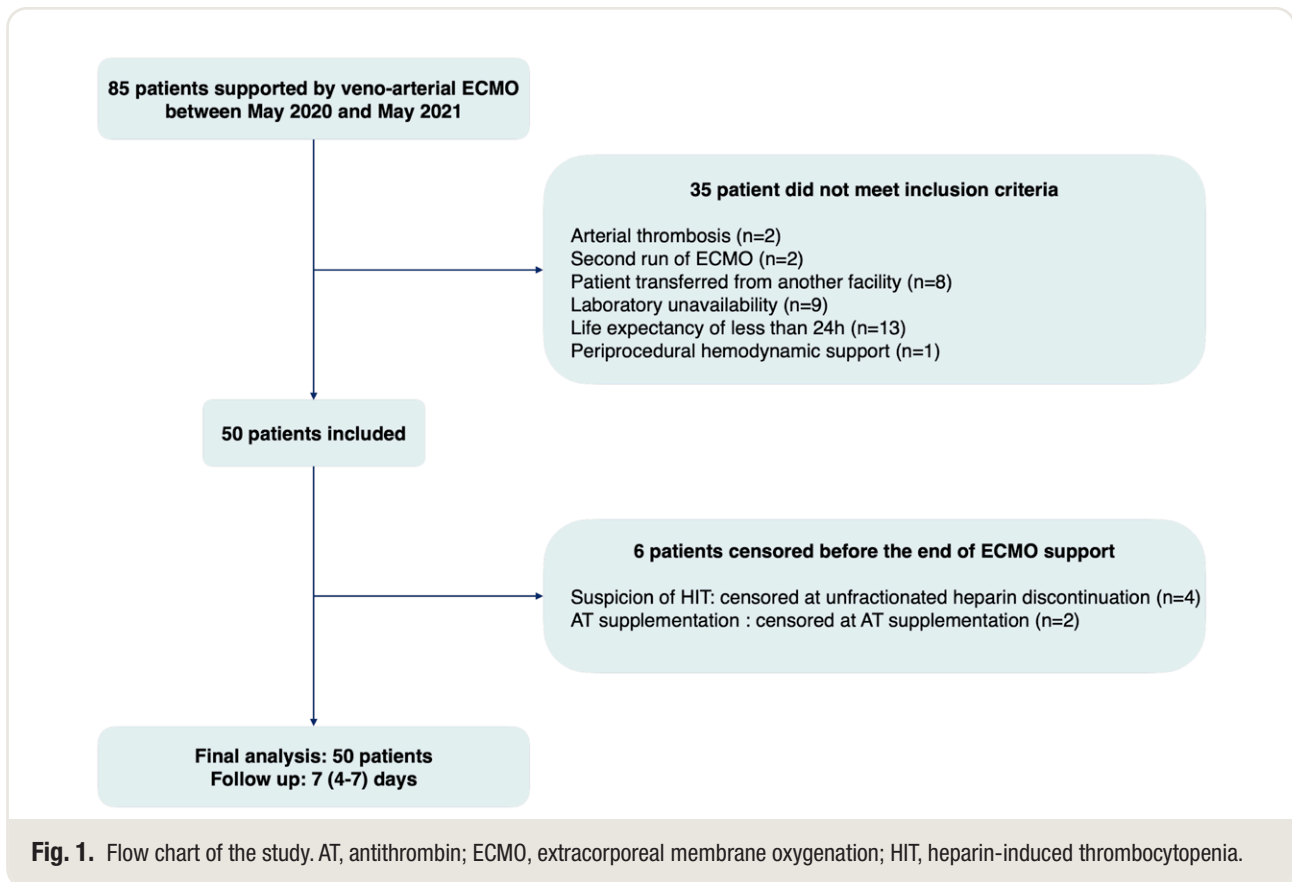 85 patients supported by veno-arterial ECMO
between May 2020 and May 2021
35 patient did not meet inclusion criteria
Arterial thrombosis (n=2)
Second run of ECMO (n=2)
Patient transferred from another facility (n=8)
Laboratory unavailability (n=9)
Life expectancy of less than 24h (n=13)
Periprocedural hemodynamic support (n=1)
50 patients included
6 patients censored before the end of ECMO support
Suspicion of HIT: censored at unfractionated heparin discontinuation (n=4)
AT supplementation : censored at AT supplementation (n=2)
Final analysis: 50 patients
Follow up: 7 (4-7) days
Fig. 1. Flow chart of the study. AT, antithrombin; ECMO, extracorporeal membrane oxygenation; HIT, heparin-induced thrombocytopenia.